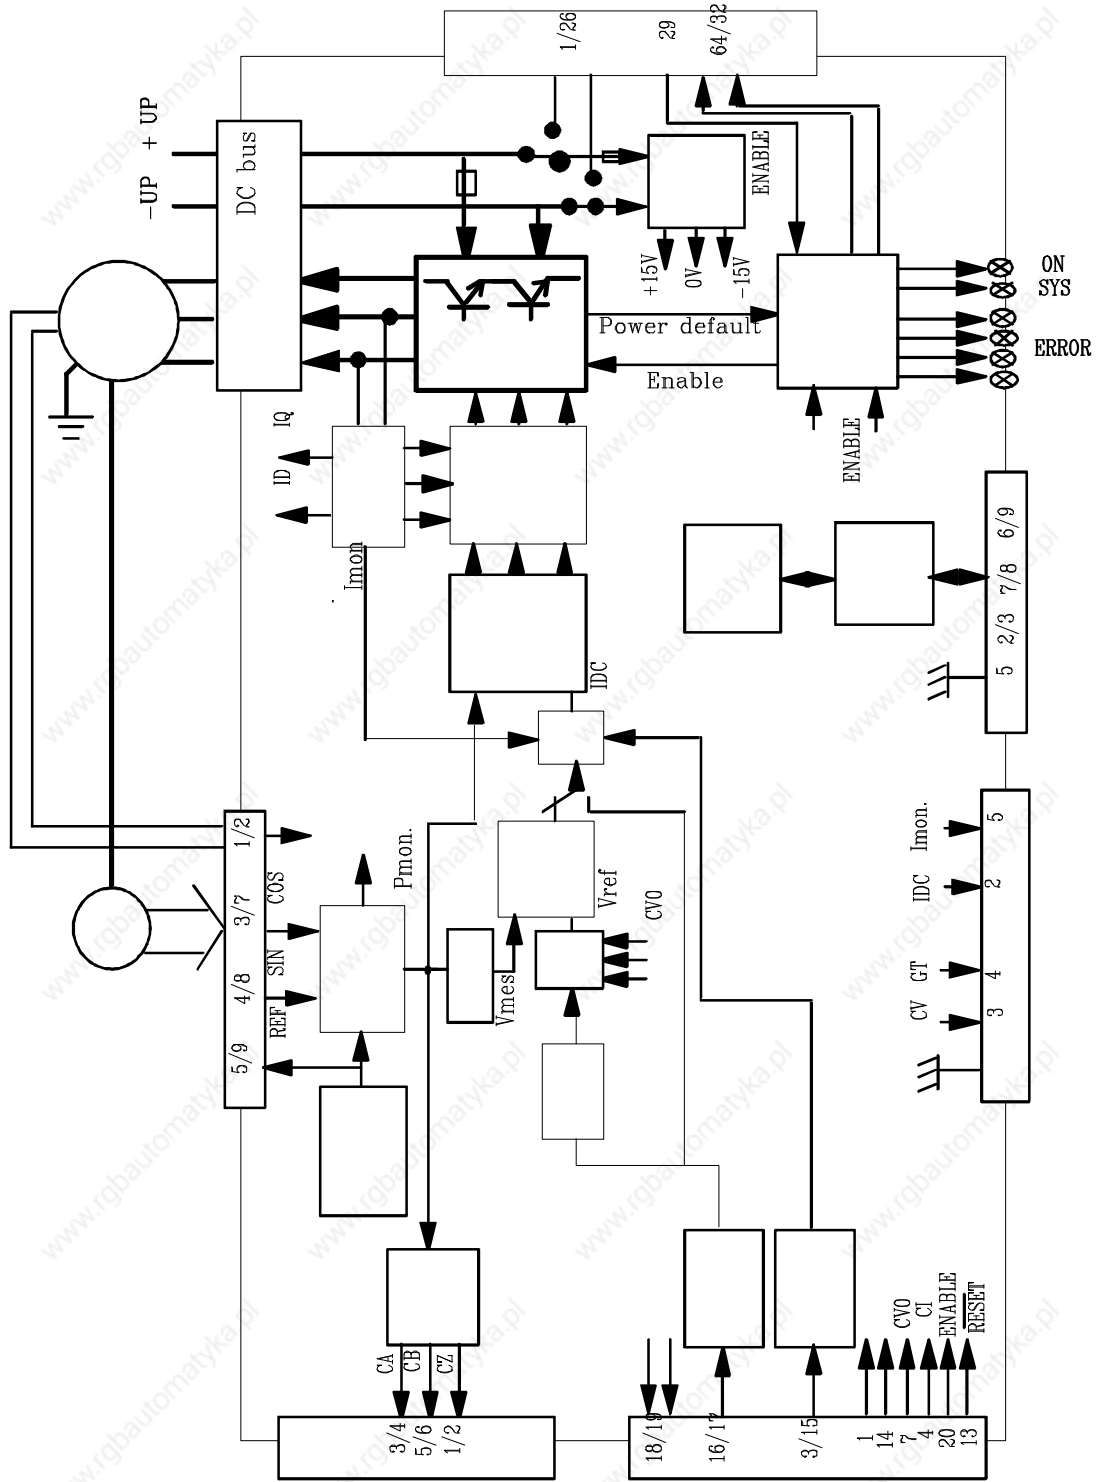 1/26
29
64/32
+ UP
-UP
DC bus
ENABLE
+15V
0V
-15V
ON
SYS
ERROR
Power default
Enable
IQ
ID
ENABLE
Imon
6/9
7/8
2/3
5
IDC
1/2
3/7
4/8
5/9
COS
SIN
REF
Pmon.
Vref
CVO
Vmes
Imon.
IDC
GT
CV
5
2
4
3
CA
CB
CZ
3/4
5/6
1/2
18/19
16/17
3/15
1
14
7
4
20
13
CVO
CI
ENABLE
RESET
www.rgbautomatyka.pl